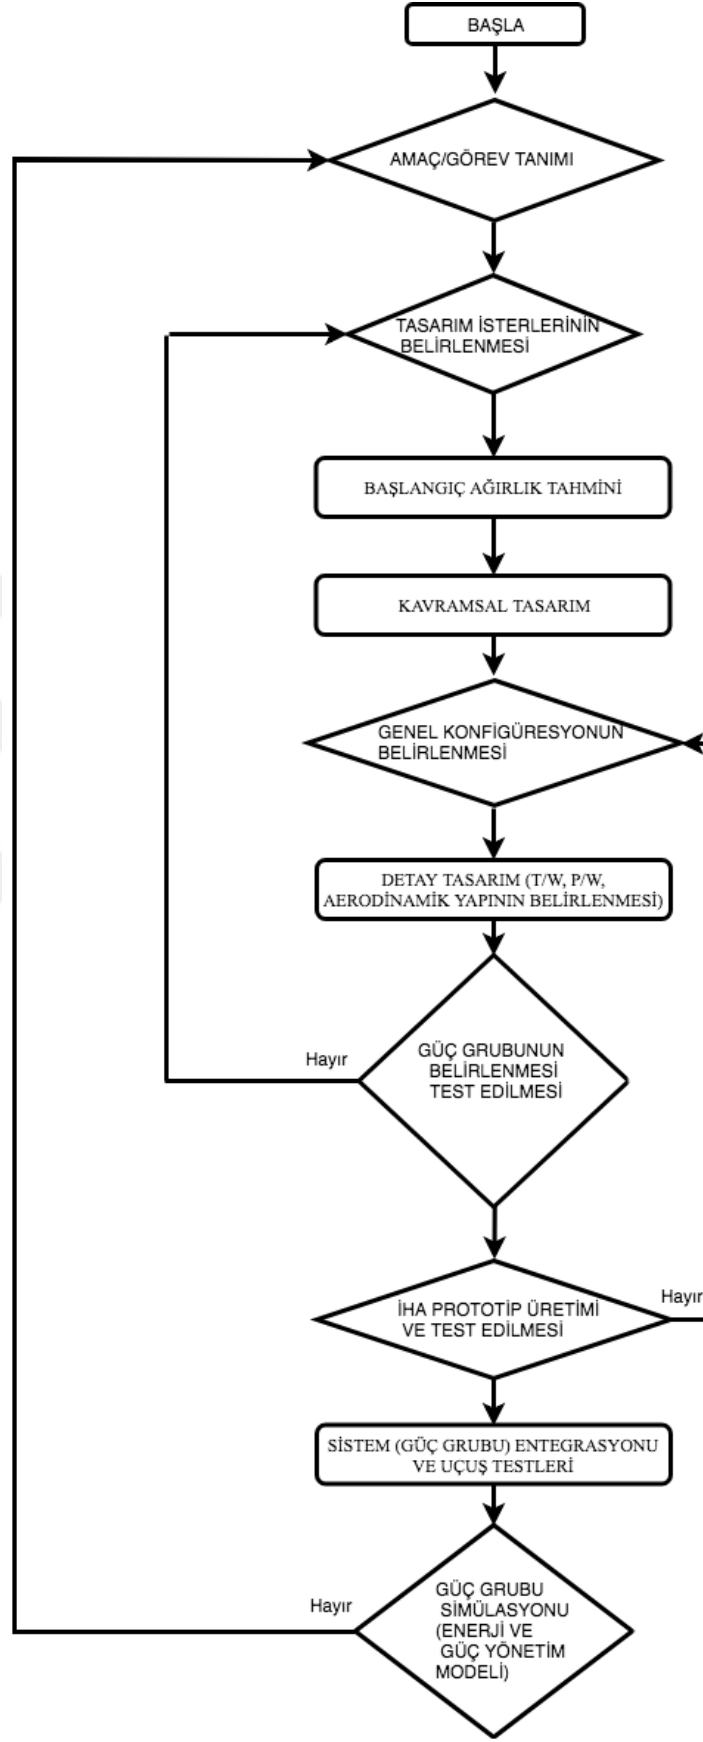 BAŞLA
AMAÇ/GÖREV TANIMI
TASARIM İSTERLERİNİN
BELİRLENMESİ
BAŞLANGIÇ AĞIRLIK TAHMİNİ
KAVRAMSAL TASARIM
GENEL KONFİGÜRESYONUN
BELİRLENMESİ
DETAY TASARIM (T/W, P/W,
AERODİNAMİK YAPININ BELİRLENMESİ)
Hayır
GÜÇ GRUBUNUN
BELİRLENMESİ
TEST EDİLMESİ
Hayır
İHA PROTOTİP ÜRETİMİ
VE TEST EDİLMESİ
SİSTEM (GÜÇ GRUBU) ENTEGRASYONU
VE UÇUŞ TESTLERİ
Hayır
GÜÇ GRUBU
SİMÜLASYONU
(ENERJİ VE
GÜÇ YÖNETİM
MODELİ)